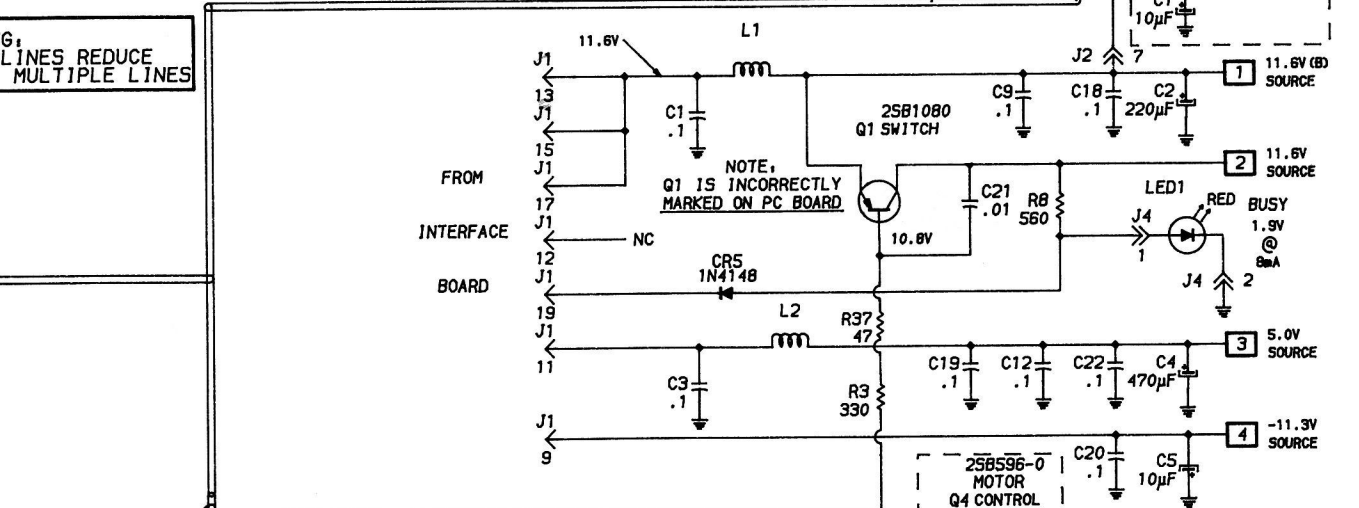 G:
LINES REDUCE
MULTIPLE LINES
C1
10µF
11.6V
L1
J2 7
1 11.6V(B)
SOURCE
J1
13
C1
.1
2SB1080
Q1 SWITCH
C9
.1
C18
.1
C2
220µF
J1
15
2 11.6V
SOURCE
FROM
J1
17
NOTE:
Q1 IS INCORRECTLY
MARKED ON PC BOARD
C21
.01
R8
560
LED1
RED
BUSY
1.9V
@
8mA
J4
1
INTERFACE
J1
12
NC
10.8V
BOARD
J1
19
CR5
1N4148
J4 2
L2
R37
47
J1
11
3 5.0V
SOURCE
C3
.1
C19
.1
C12
.1
C22
.1
C4
470µF
R3
330
J1
9
4 -11.3V
SOURCE
2SB596-0
MOTOR
Q4 CONTROL
C20
.1
C5
10µF